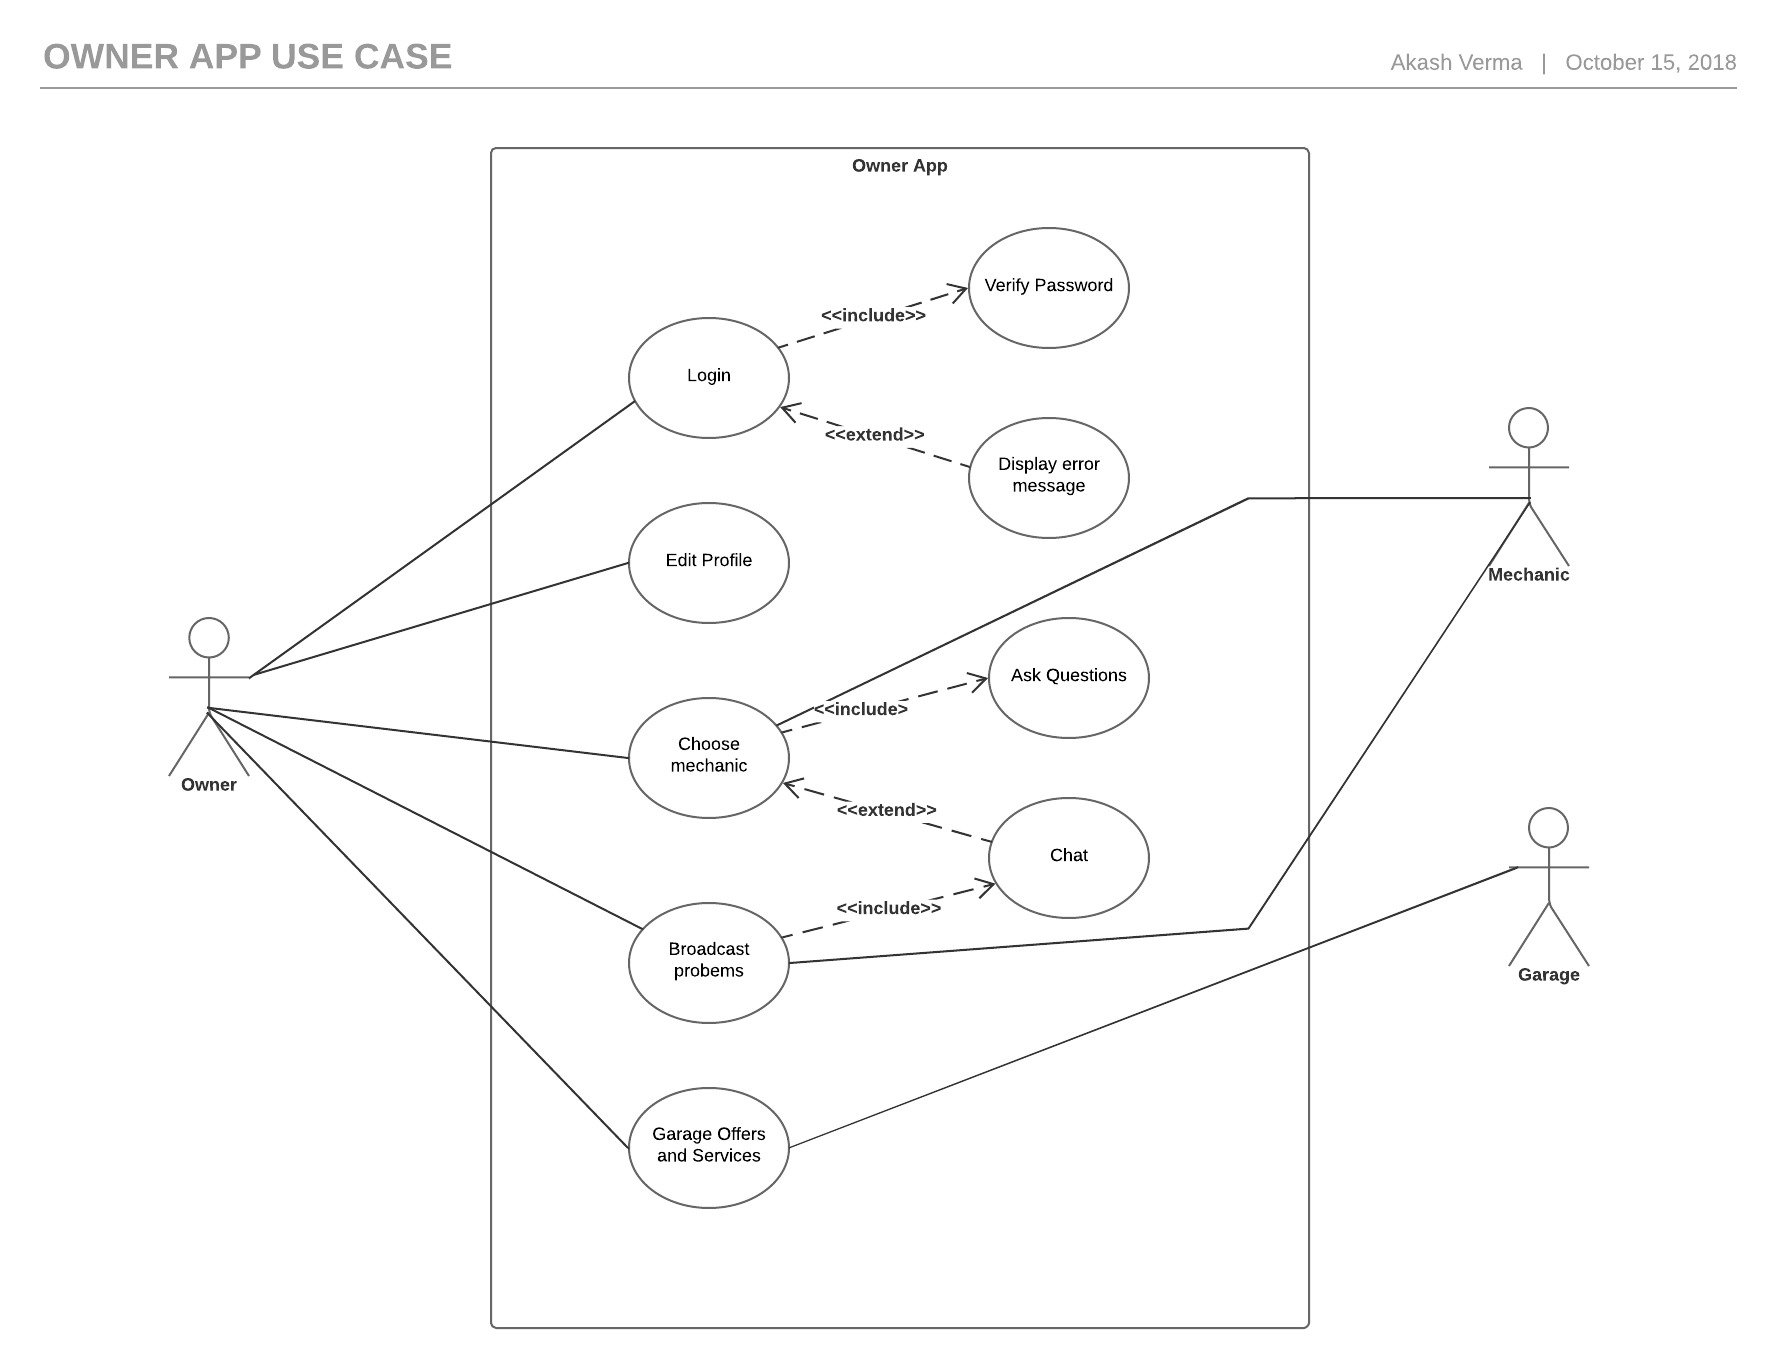 OWNER APP USE CASE
Akash Verma | October 15, 2018
Owner App
Verify Password
<<include>>
Login
<<extend>>
Display error
message
Edit Profile
Mechanic
Ask Questions
<<include>
Choose
mechanic
Owner
<<extend>>
Chat
<<include>>
Broadcast
probems
Garage
Garage Offers
and Services